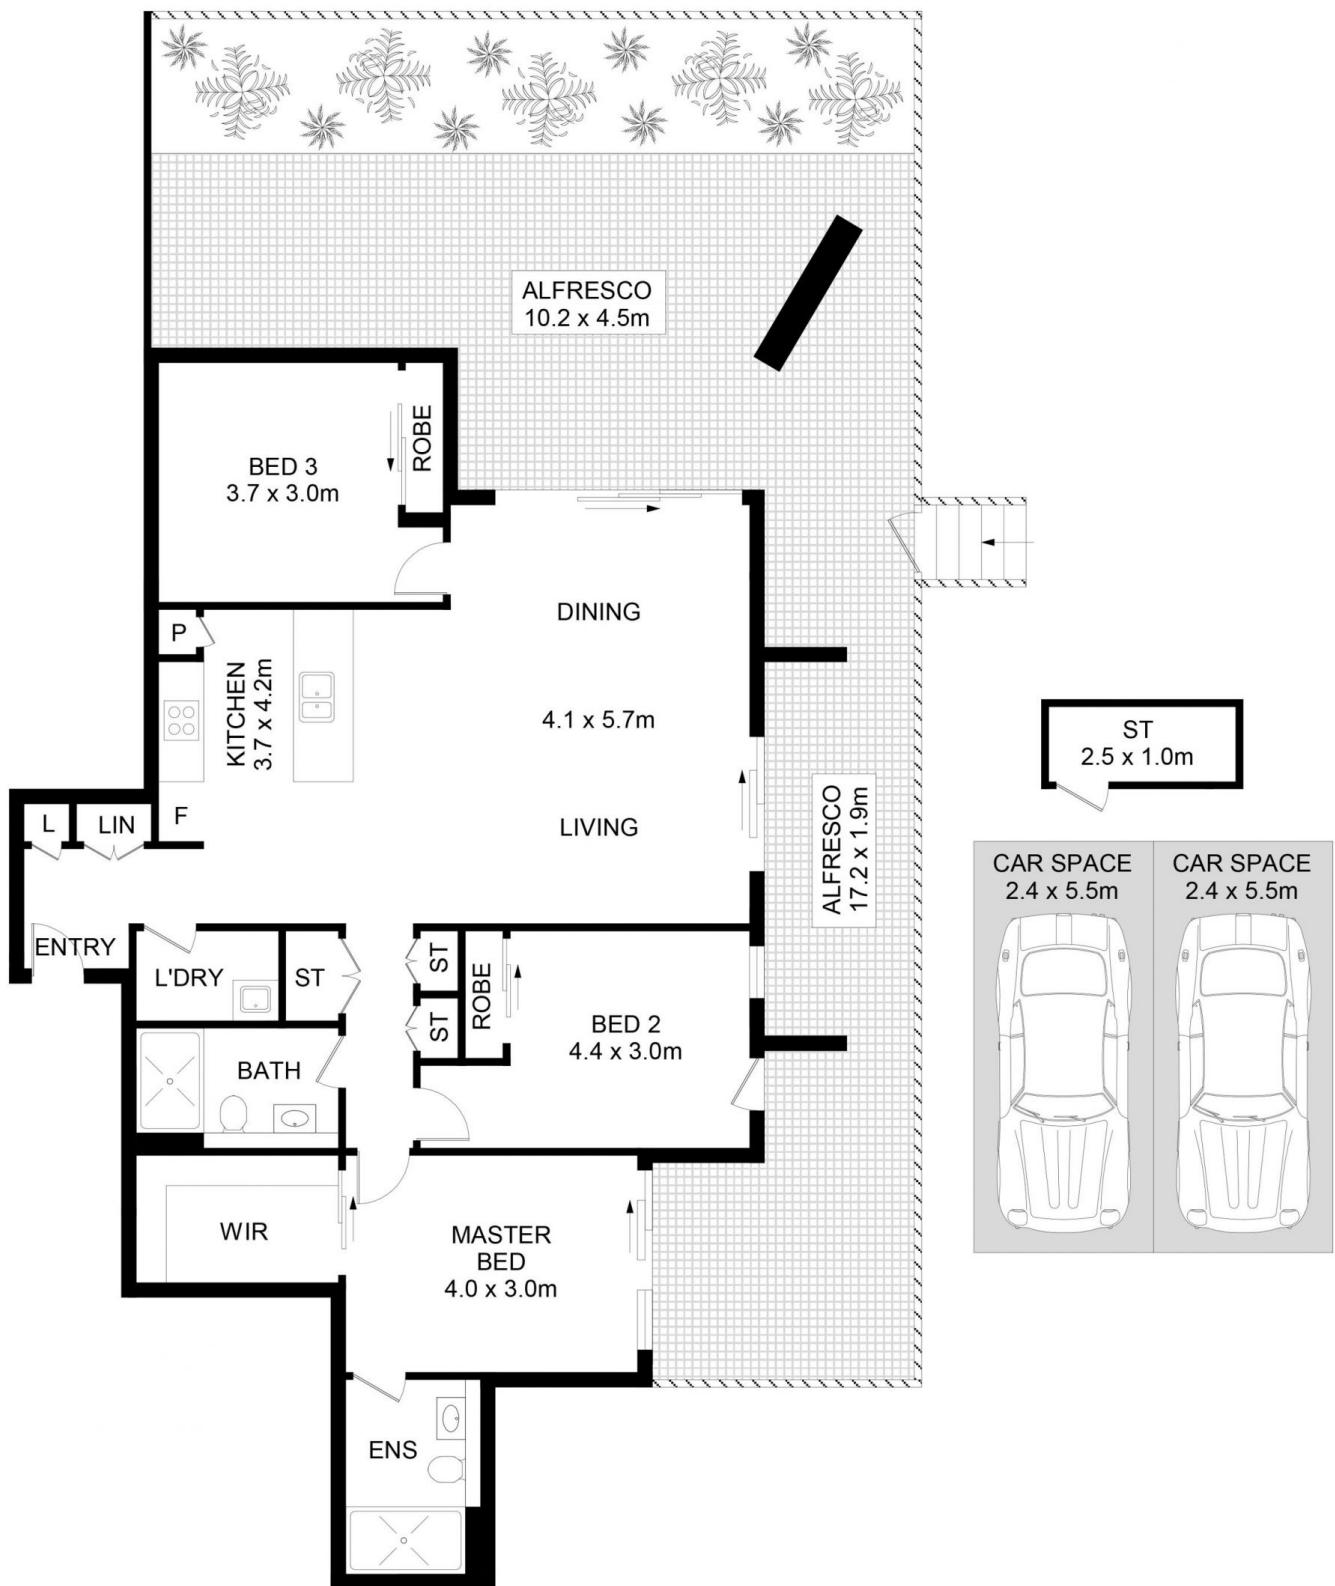 ALFRESCO
10.2 x 4.5m
BED 3
3.7 x 3.0m
ROBE
DINING
P
KITCHEN
3.7 x 4.2m
4.1 x 5.7m
ST
2.5 x 1.0m
L
LIN
F
LIVING
ALFRESCO
17.2 x 1.9m
CAR SPACE
2.4 x 5.5m
CAR SPACE
2.4 x 5.5m
ENTRY
L'DRY
ST
ST
ROBE
ST
BED 2
4.4 x 3.0m
BATH
WIR
MASTER
BED
4.0 x 3.0m
ENS